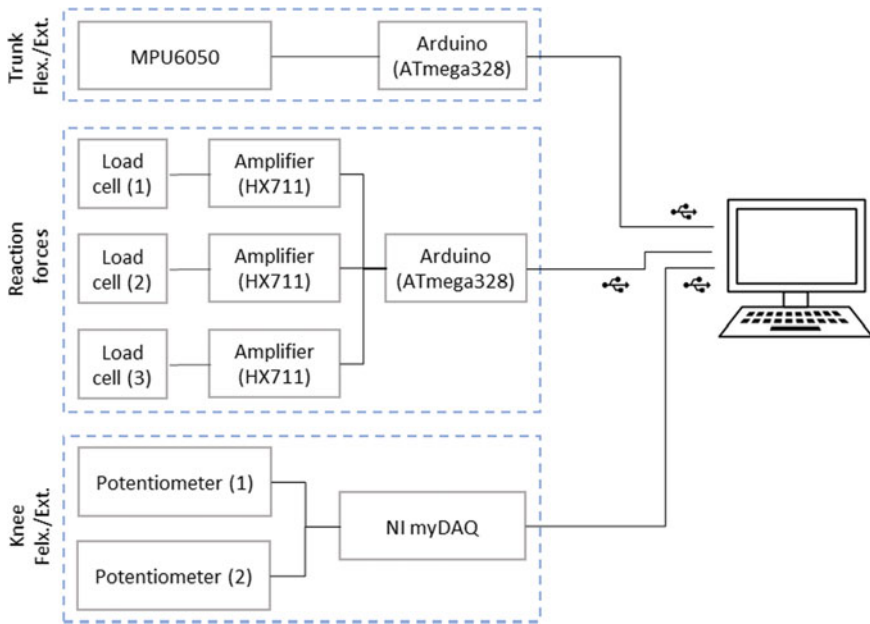 Trunk
Flex./Ext.
MPU6050
Arduino
(ATmega328)
Reaction
forces
Load
cell (1)
Amplifier
(HX711)
Load
cell (2)
Amplifier
(HX711)
Arduino
(ATmega328)
Load
cell (3)
Amplifier
(HX711)
Knee
Felx./Ext.
Potentiometer (1)
NI myDAQ
Potentiometer (2)